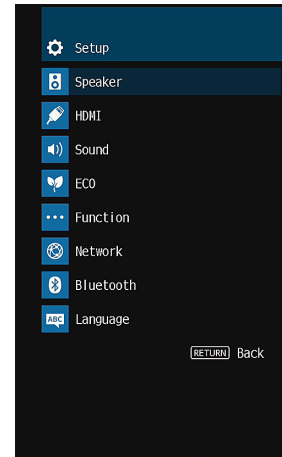 Setup
Speaker
HDMI
Sound
ECO
Function
Network
Bluetooth
ABC Language
RETURN Back